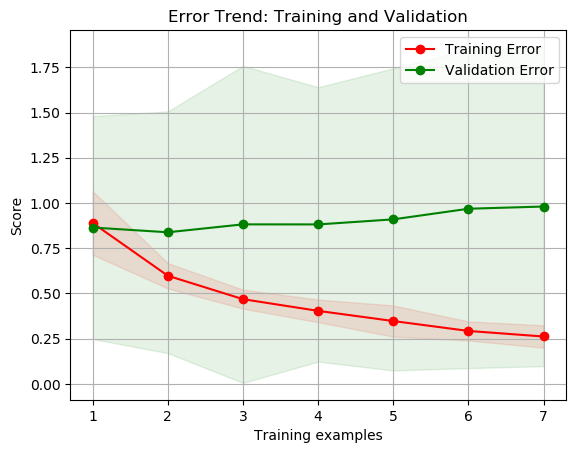 Error Trend: Training and Validation
Training Error
Validation Error
1.75
1.50
1.25
1.00
0.75
0.50
0.25
0.00
Score
1 2 3 4 5 6 7
Training examples